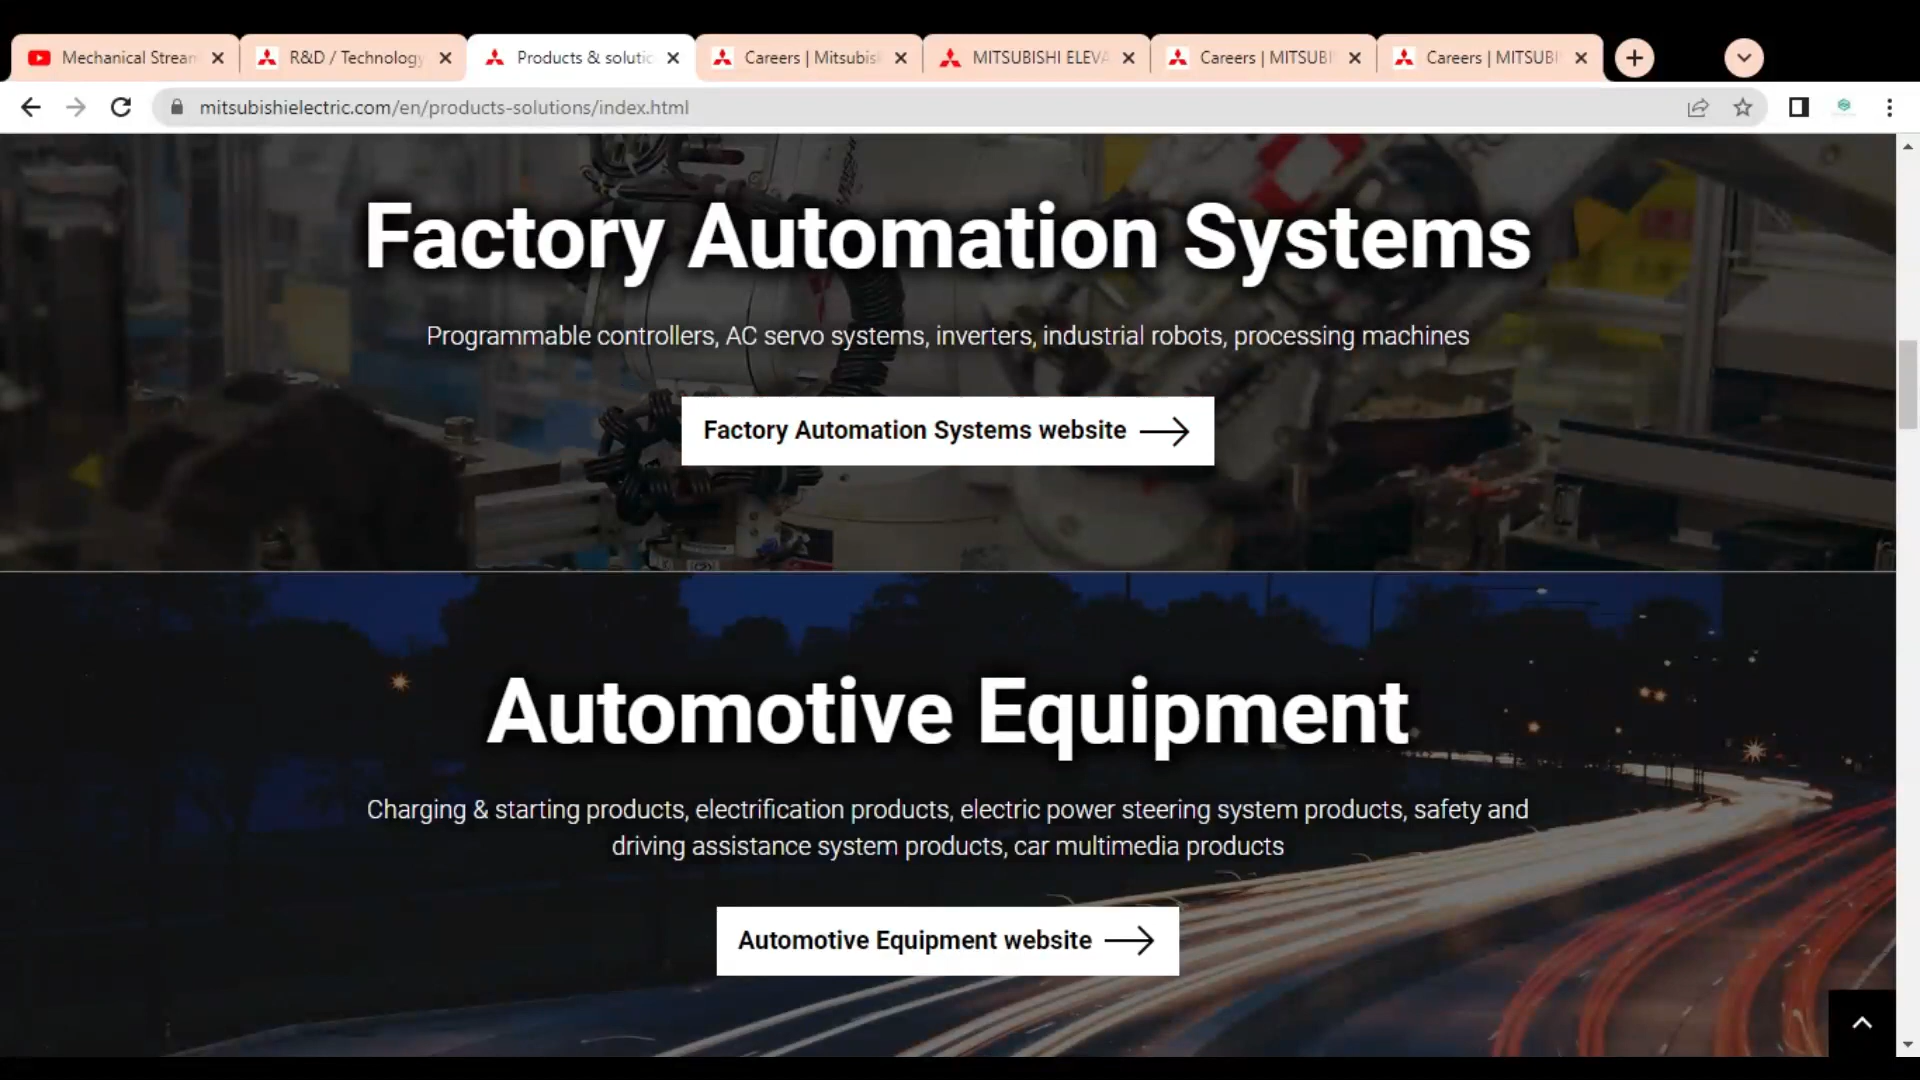 Mechanical Strean
R&D / Technology
Products & solutic
Careers | Mitsubis
MITSUBISHI ELEVA
Careers | MITSUBI
Careers | MITSUBI
mitsubishielectric.com/en/products-solutions/index.html
Factory Automation Systems
Programmable controllers, AC servo systems, inverters, industrial robots, processing machines
Factory Automation Systems website
Automotive Equipment
Charging & starting products, electrification products, electric power steering system products, safety and
driving assistance system products, car multimedia products
Automotive Equipment website